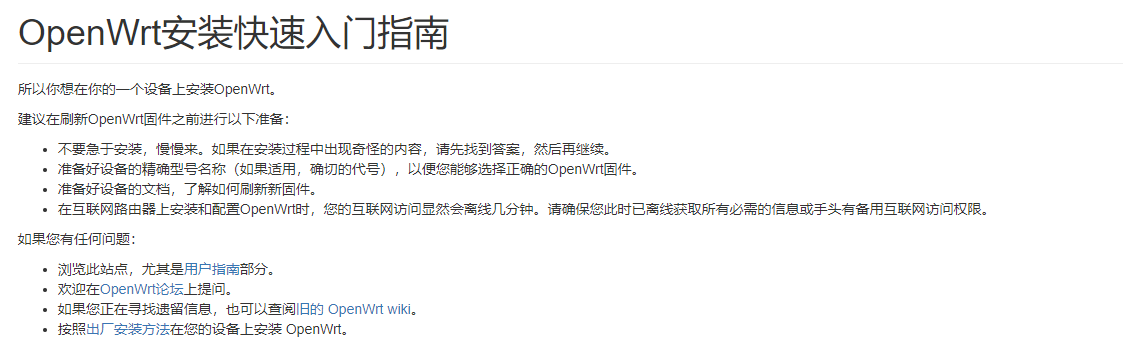 OpenWrt安装快速入门指南
所以你想在你的一个设备上安装OpenWrt。
建议在刷新OpenWrt固件之前进行以下准备：
不要急于安装，慢慢来。如果在安装过程中出现奇怪的内容，请先找到答案，然后再继续。
准备好设备的精确型号名称（如果适用，确切的代号），以便您能够选择正确的OpenWrt固件。
准备好设备的文档，了解如何刷新新固件。
在互联网路由器上安装和配置OpenWrt时，您的互联网访问显然会离线几分钟。请确保您此时已离线获取所有必需的信息或手头有备用互联网访问权限。
如果您有任何问题：
浏览此站点，尤其是用户指南部分。
欢迎在OpenWrt论坛上提问。
如果您正在寻找遗留信息，也可以查阅旧的 OpenWrt wiki。
按照出厂安装方法在您的设备上安装 OpenWrt。